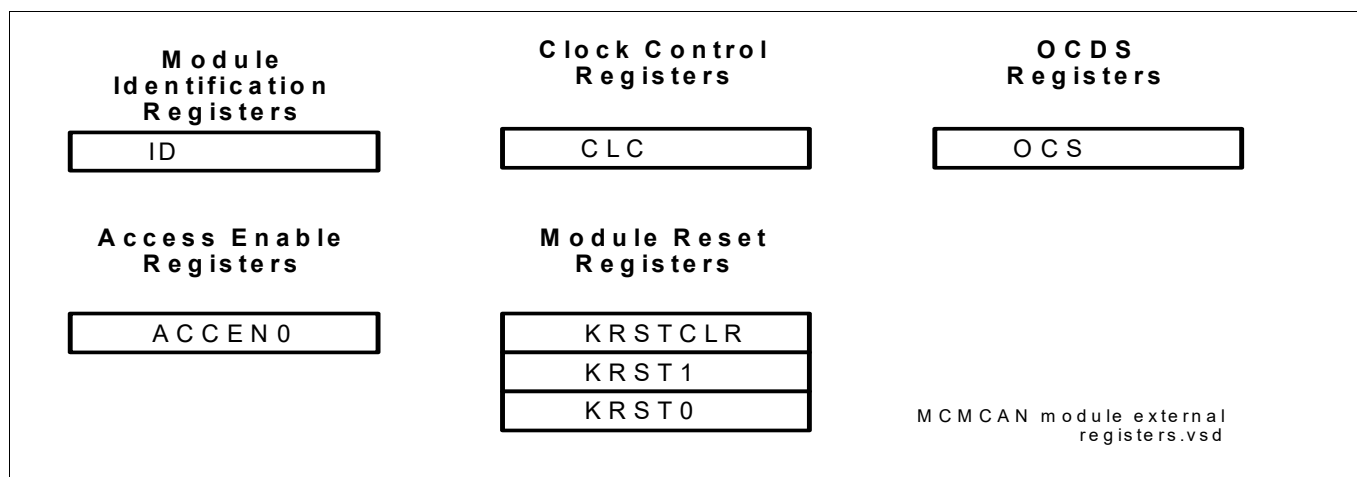 Module
Identification
Registers
ID
Clock Control
Registers
CLC
OCDS
Registers
OCS
Access Enable
Registers
ACCEN0
Module Reset
Registers
KRSTCLR
KRST1
KRST0
MCMCAN module external
registers.vsd